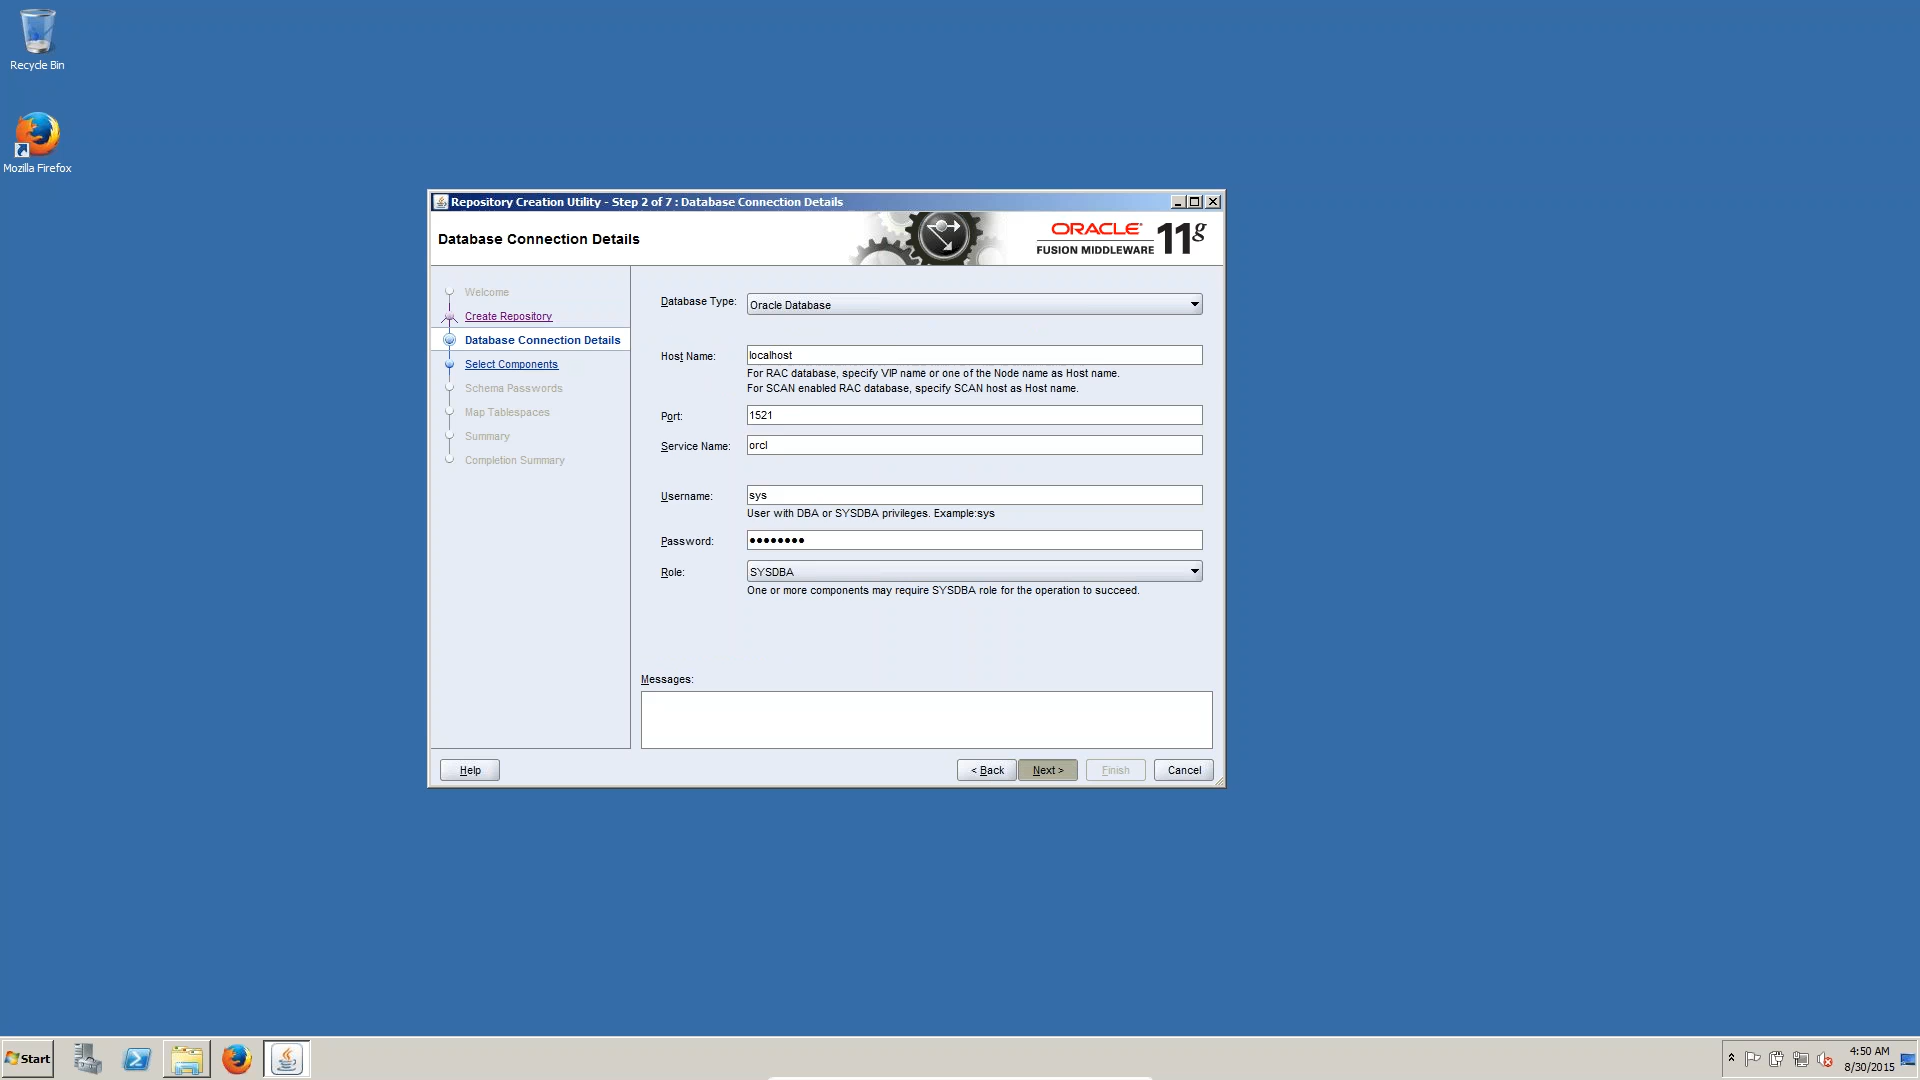 Recycle Bin
Mozilla Firefox
Repository Creation Utility - Step 2 of 7 : Database Connection Details
Database Connection Details
ORACLE
FUSION MIDDLEWARE 11g
Welcome
Create Repository
Database Connection Details
Select Components
Schema Passwords
Map Tablespaces
Summary
Completion Summary
Database Type: Oracle Database
Host Name: localhost
For RAC database, specify VIP name or one of the Node name as Host name.
For SCAN enabled RAC database, specify SCAN host as Host name.
Port: 1521
Service Name: orcl
Username: sys
User with DBA or SYSDBA privileges. Example:sys
Password: ••••••••
Role: SYSDBA
One or more components may require SYSDBA role for the operation to succeed.
Messages:
Help < Back Next > Finish Cancel
Start
4:50 AM
8/30/2015